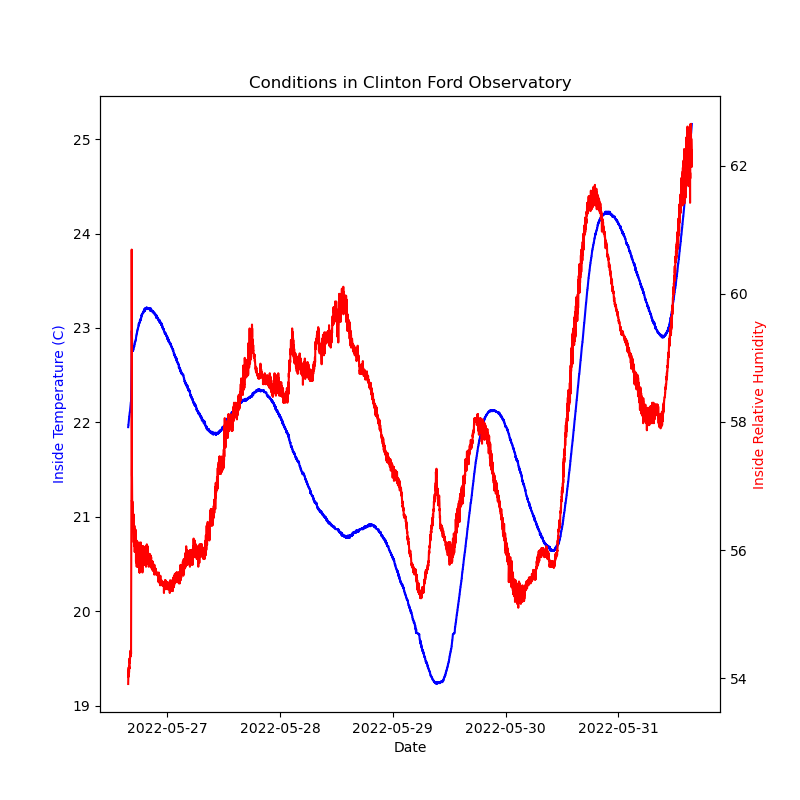 Conditions in Clinton Ford Observatory
25
24
23
22
21
20
19
Inside Temperature (C)
62
60
58
56
54
Inside Relative Humidity
2022-05-27 2022-05-28 2022-05-29 2022-05-30 2022-05-31
Date